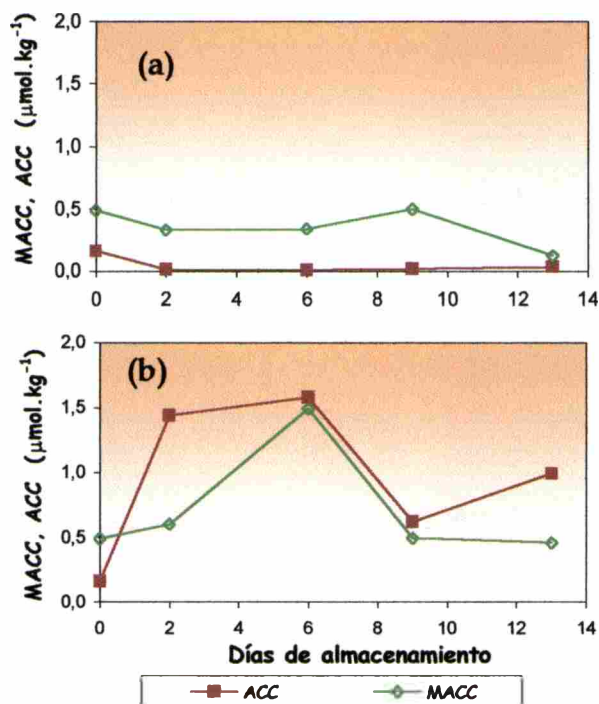 (a)
MACC, ACC (µmol.kg⁻¹)
2,0
1,5
1,0
0,5
0,0
0 2 4 6 8 10 12 14
(b)
MACC, ACC (µmol.kg⁻¹)
2,0
1,5
1,0
0,5
0,0
0 2 4 6 8 10 12 14
Días de almacenamiento
ACC MACC